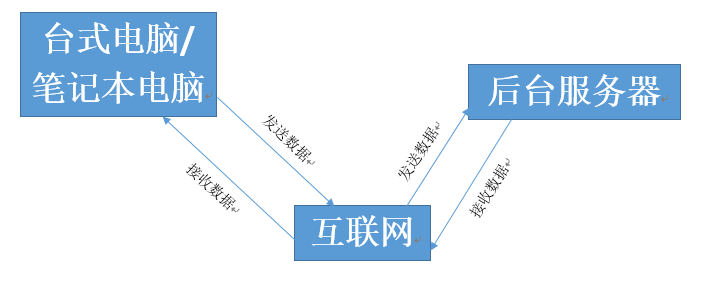 台式电脑/
笔记本电脑
后台服务器
发送数据
接收数据
发送数据
接收数据
互联网